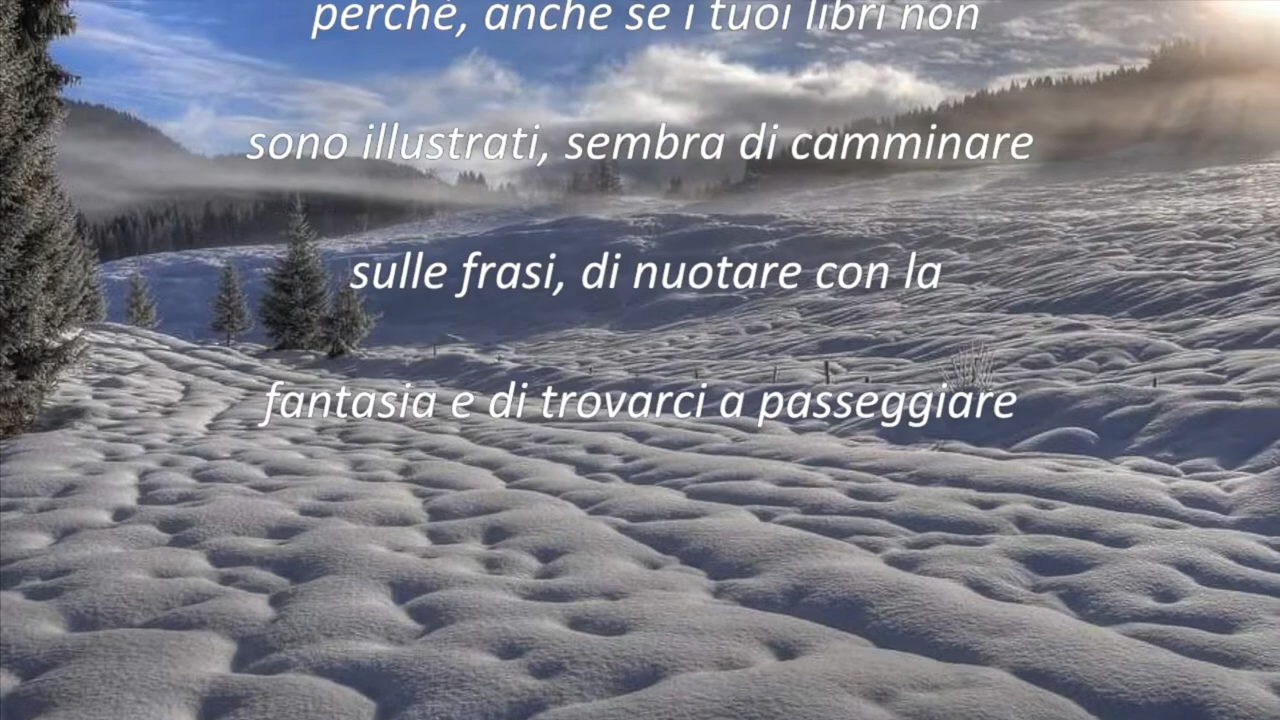 perchè, anche se i tuoi libri non
sono illustrati, sembra di camminare
sulle frasi, di nuotare con la
fantasia e di trovarci a passeggiare